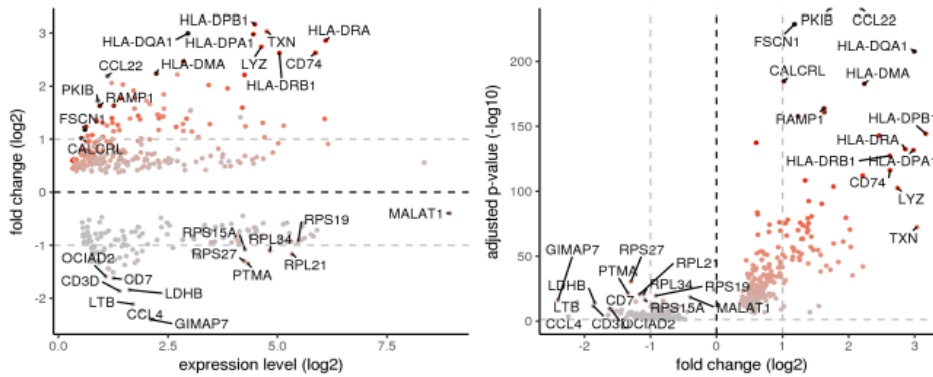 HLA-DPB1
3
HLA-DQA1
HLA-DPA1
TXN
HLA-DRA
LYZ
CD74
CCL22
HLA-DMA
HLA-DRB1
2
PKIB
RAMP1
FSCN1
1
CALCRL
0
MALAT1
RPS15A
RPS19
RPL34
-1
OCIAD2
RPS27
PTMA
RPL21
CD3D
CD7
LDHB
-2
LTB
CCL4
GIMAP7
0.0
2.5
5.0
7.5
expression level (log2)
fold change (log2)
PKIB
CCL22
FSCN1
HLA-DQA1
200
CALCRL
HLA-DMA
RAMP1
150
HLA-DPB1
HLA-DRA
HLA-DRB1
HLA-DPA1
CD74
100
LYZ
TXN
GIMAP7
RPS27
50
LDHB
PTMA
RPL21
RPL34
RPS19
LTB
CD7
RPS15A
MALAT1
0
CCL4
CD3D
OCIAD2
-2
-1
0
1
2
3
fold change (log2)
adjusted p-value (-log10)